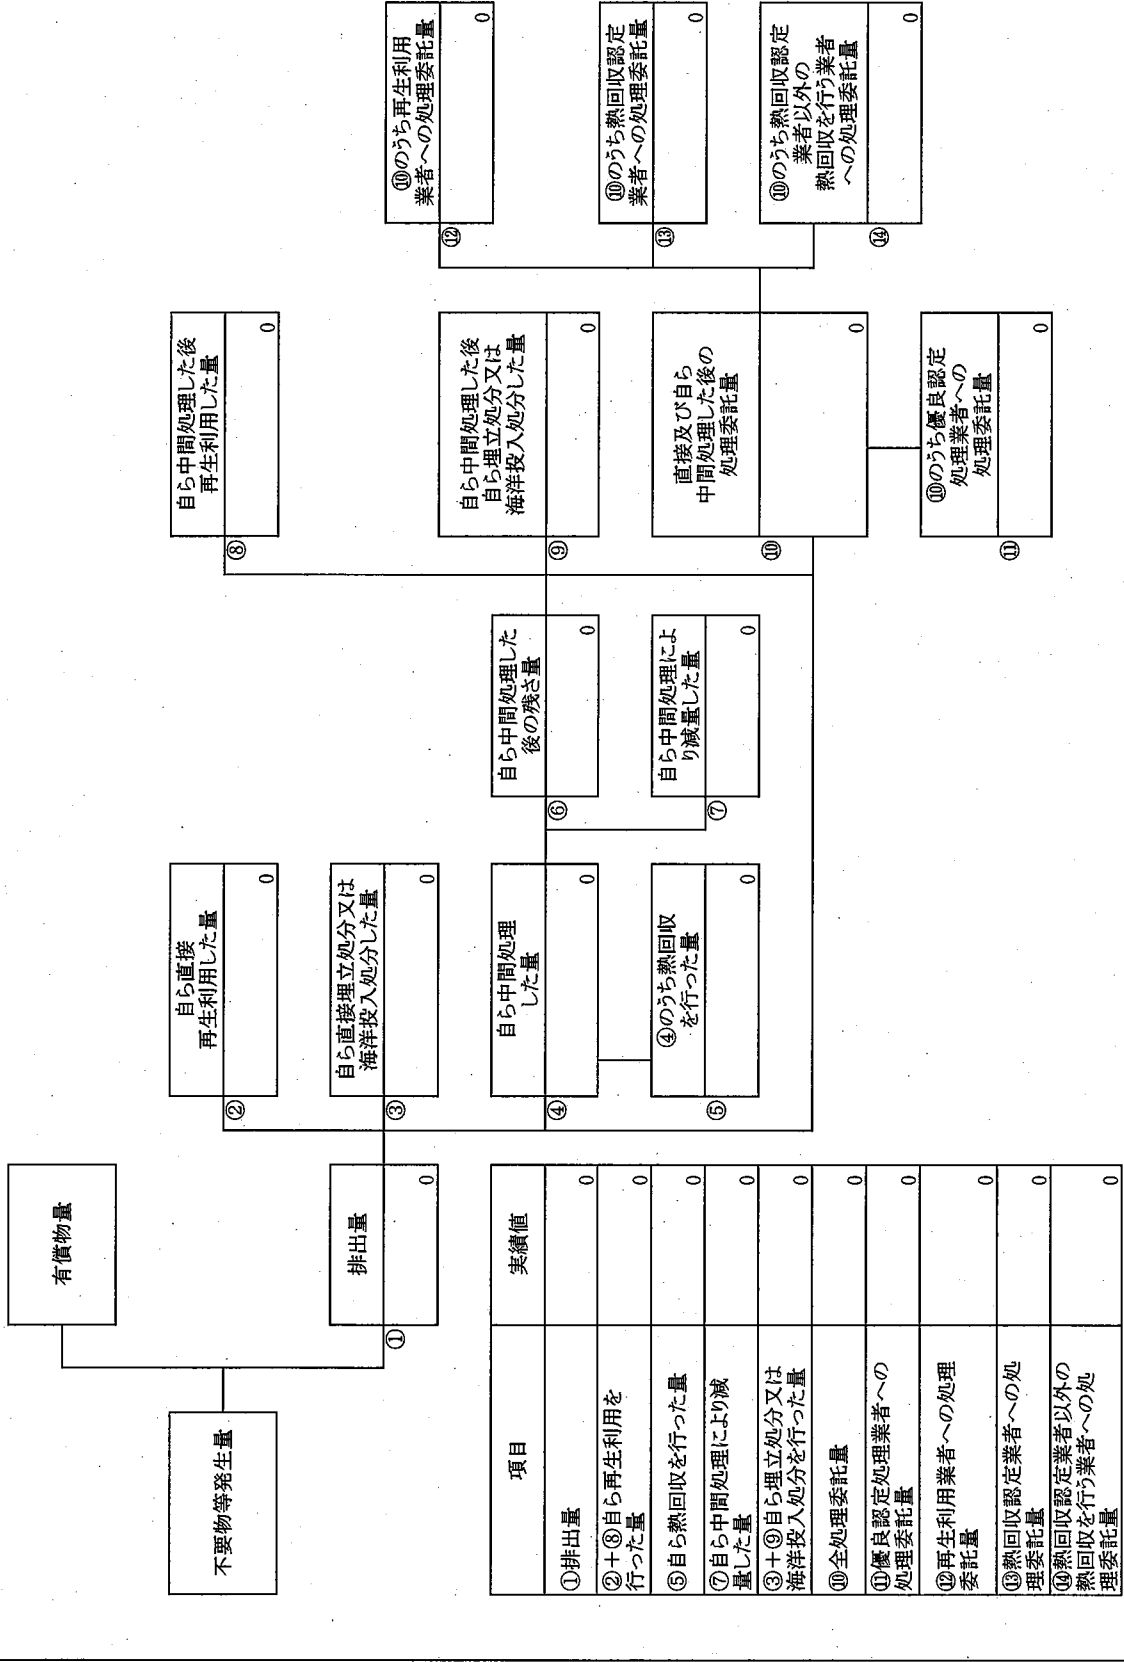 不要物等発生量
有償物量
排出量
①
0
自ら直接
再生利用した量
②
0
自ら直接埋立処分又は
海洋投入処分した量
③
0
自ら中間処理
した量
④
0
④のうち熱回収
を行った量
⑤
0
自ら中間処理した
後の残さ量
⑥
0
自ら中間処理によ
り減量した量
⑦
0
自ら中間処理した後
再生利用した量
⑧
0
自ら中間処理した後
自ら埋立処分又は
海洋投入処分した量
⑨
0
直接及び自ら
中間処理した後の
処理委託量
⑩
0
⑩のうち優良認定
処理業者への
処理委託量
⑪
0
⑩のうち再生利用
業者への処理委託量
⑫
0
⑩のうち熱回収認定
業者への処理委託量
⑬
0
⑩のうち熱回収認定
業者以外の
熱回収を行う業者
への処理委託量
⑭
0
項目 実績値
①排出量 0
②+⑧自ら再生利用を
行った量 0
⑤自ら熱回収を行った量 0
⑦自ら中間処理により減
量した量 0
③+⑨自ら埋立処分又は
海洋投入処分を行った量 0
⑩全処理委託量 0
⑪優良認定処理業者への
処理委託量 0
⑫再生利用業者への処理
委託量 0
⑬熱回収認定業者への処
理委託量 0
⑭熱回収認定業者以外の
熱回収を行う業者への処
理委託量 0